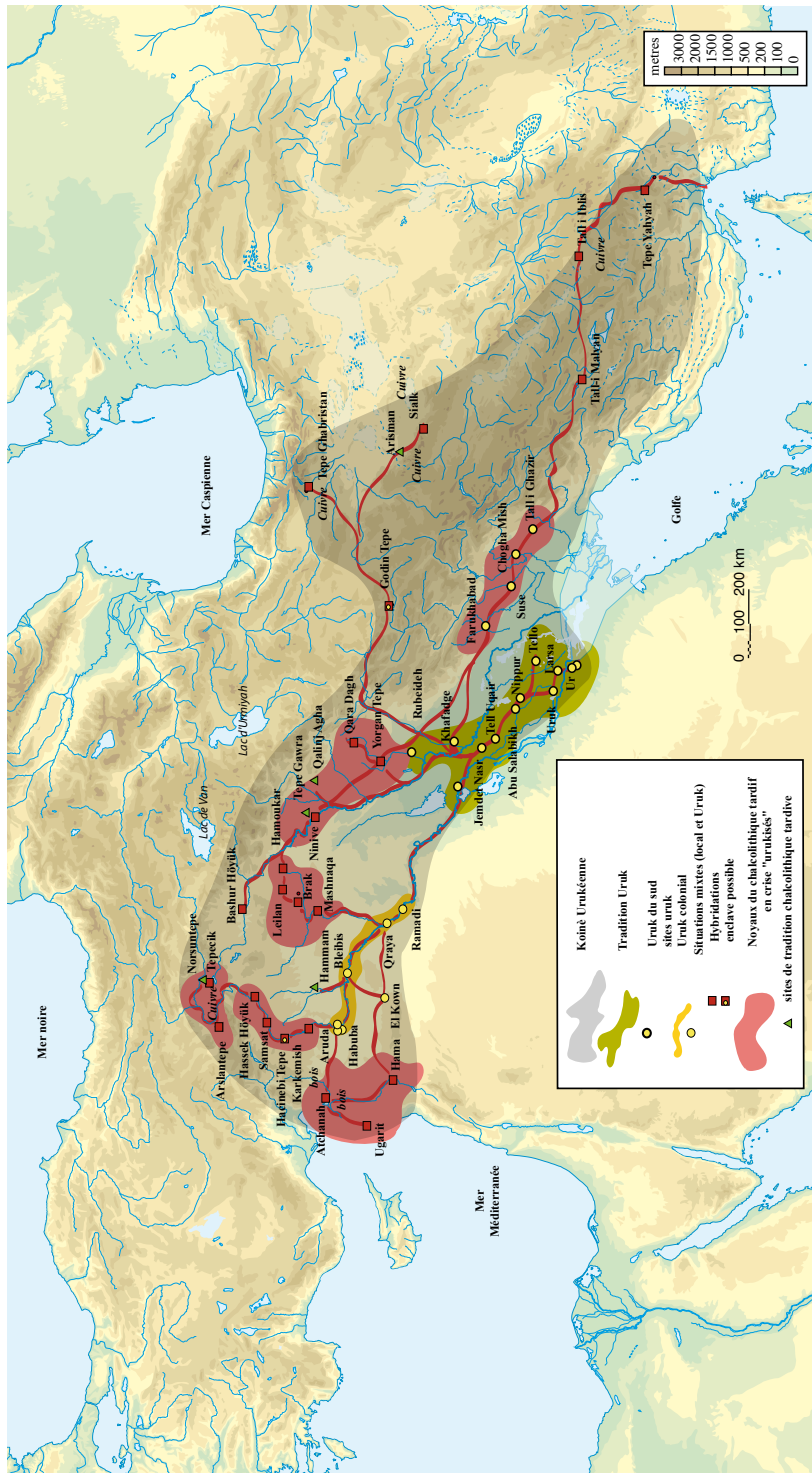 Mer noire
Mer Caspienne
Lac de Van
Lac d'Urmiyah
Mer
Méditerranée
Golfe
Norsuntepe
Tepecik
Cuivre
Arslantepe
Hassek Höyük
Samsat
Haçinebi Tepe
Karkemish
bois
Atchanah
bois
Ugarit
Hama
Aruda
Habuba
El Kown
Hammam
Bleibis
Qraya
Ramadi
Bashur Höyük
Leilan
Brak
Mashnaqa
Hamoukar
Ninive
Tepe Gawra
Qalinj Agha
Qara Dagh
Yorgan Tepe
Rubeideh
Khafadge
Jemdet Nasr
Tell Uqair
Abu Salabikh
Nippur
Uruk
Tello
Larsa
Ur
Godin Tepe
Cuivre
Tepe Ghabristan
Arisman
Cuivre
Sialk
Cuivre
Farukhabad
Suse
Chogha Mish
Tall i Ghazir
Tall-i Malyan
Tall i Iblis
Cuivre
Tepe Yahyah
0 100 200 km
metres
3000
2000
1500
1000
500
200
100
0
Koinè Urukéenne
Tradition Uruk
Uruk du sud
sites uruk
Uruk colonial
Situations mixtes (local et Uruk)
Hybridations
enclave possible
Noyaux du chalcolithique tardif
en crise "urukisés"
sites de tradition chalcolithique tardive